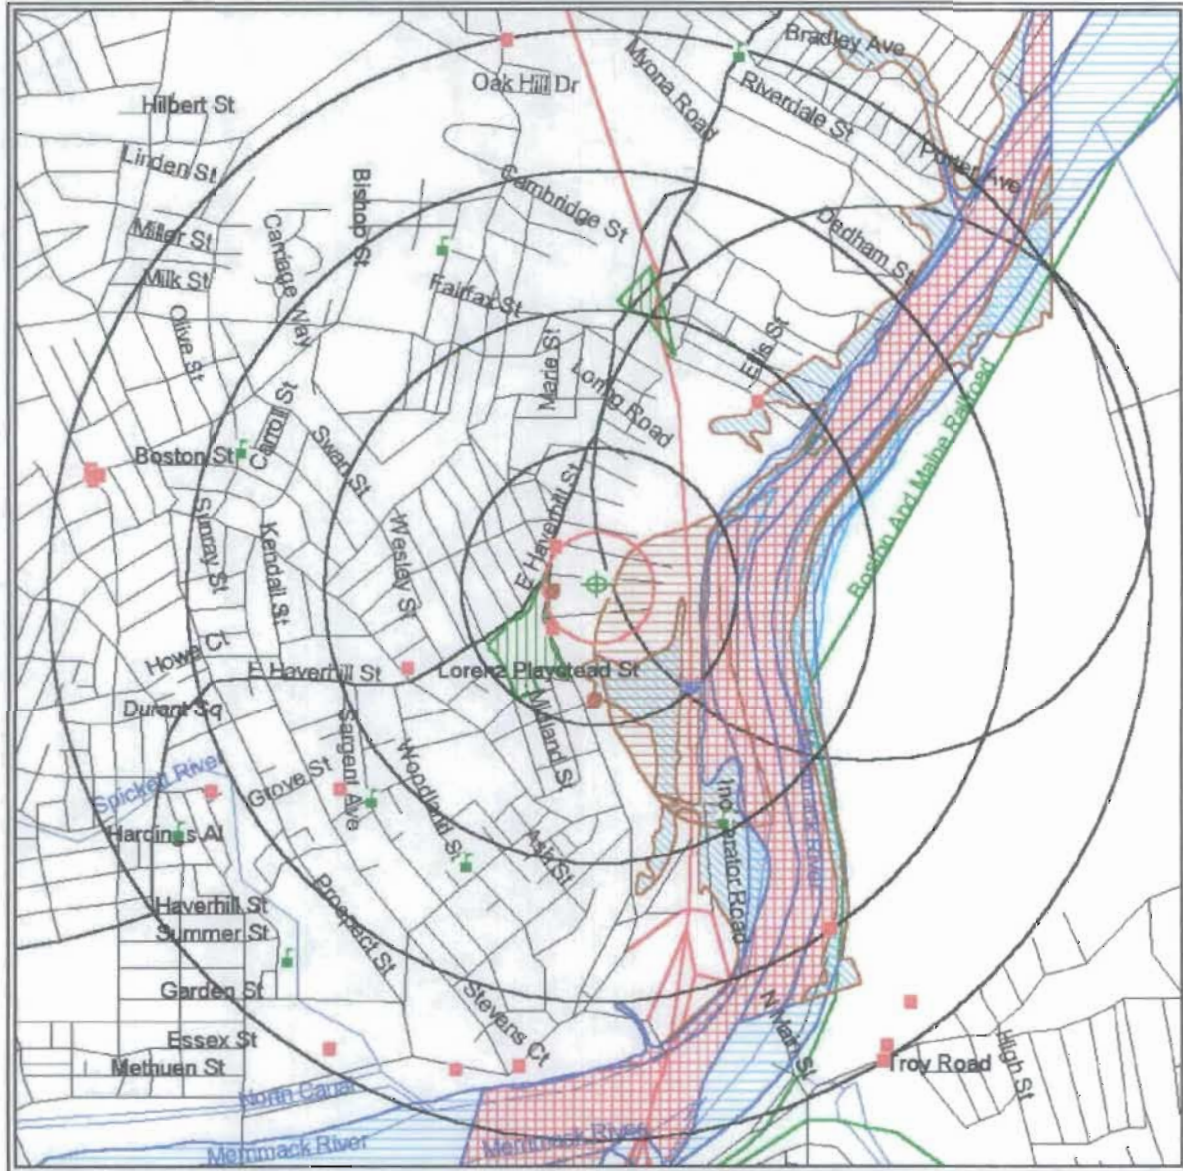 Bradley Ave
Myona Road
Oak Hill Dr
Riverdale St
Hilbert St
Porter Ave
Linden St
Bishop St
Cambridge St
Dedham St
Miller St
Carriage Way
Milk St
Fairfax St
Olive St
Ellis St
Marie St
Loring Road
Carroll St
Swan St
Boston St
Boston And Maine Railroad
E Haverhill St
Sunray St
Kendall St
Wesley St
Howe Ct
E Haverhill St
Lorenz Playstead St
Durant Sq
Sargent Ave
Midland St
Woodland St
Spicket River
Grove St
Merrimack River
Hardings Al
Ash St
Road
Prospect St
Haverhill St
Summer St
Garden St
Stevens Ct
N Main St
Essex St
High St
Methuen St
Troy Road
North Canal
Merrimack River
Merrimack River